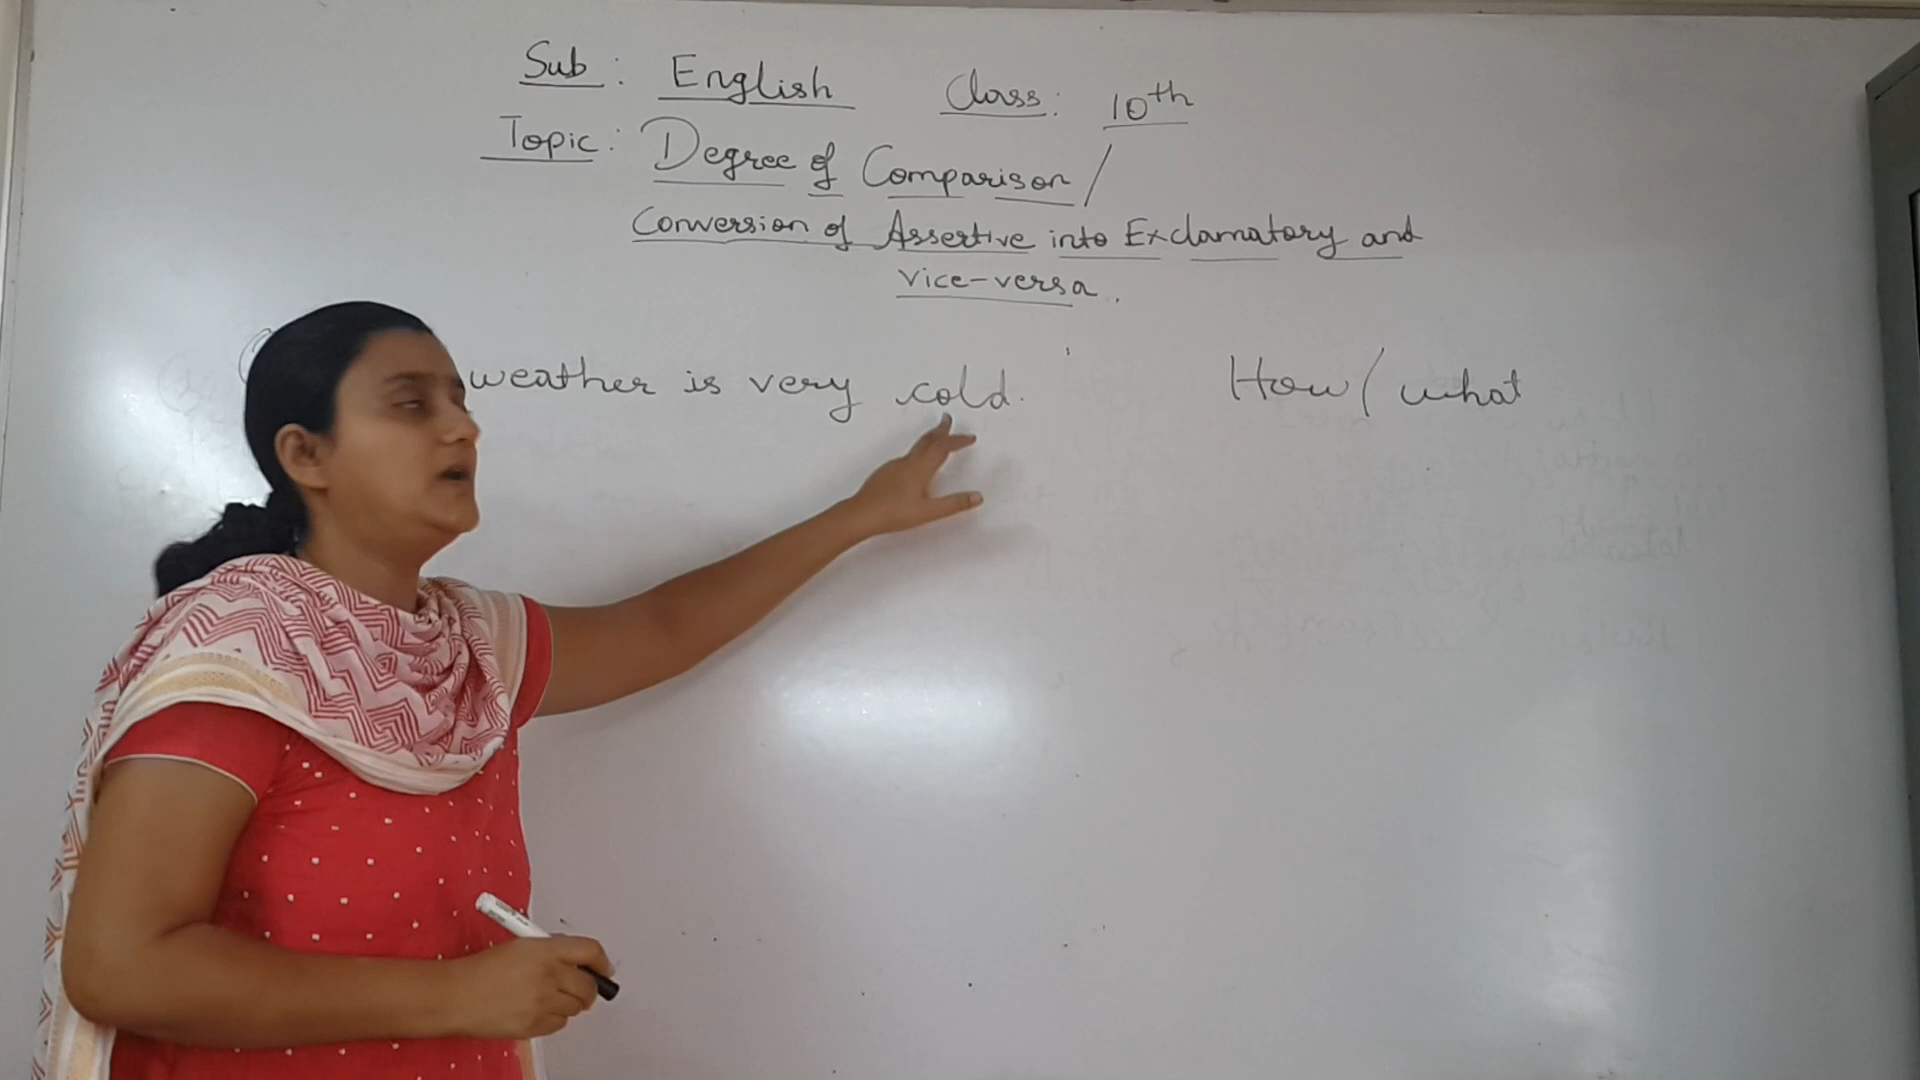 Sub: English Class: 10th
Topic: Degree of Comparison/
Conversion of Assertive into Exclamatory and
vice-versa.
weather is very cold. How/what